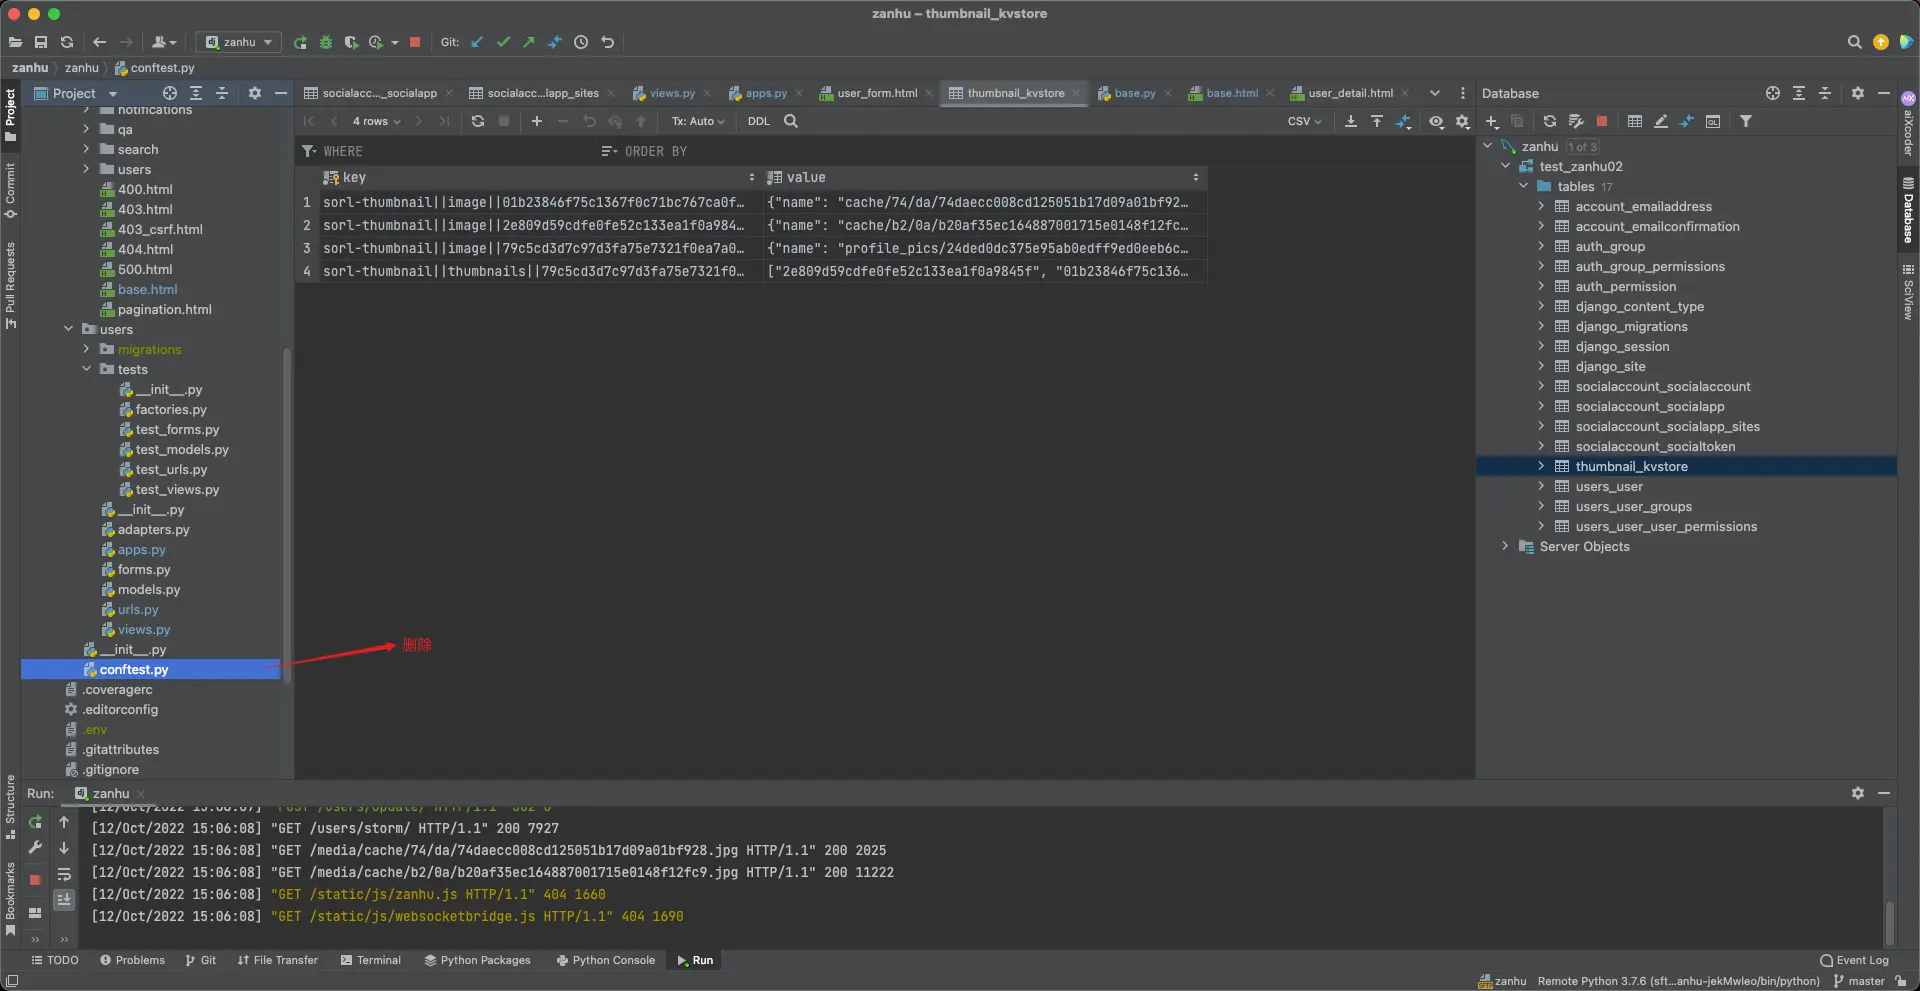 zanhu – thumbnail_kvstore
zanhu
Git:
zanhu
zanhu
conftest.py
Project
notifications
qa
search
users
400.html
403.html
403_csrf.html
404.html
500.html
base.html
pagination.html
users
migrations
tests
__init__.py
factories.py
test_forms.py
test_models.py
test_urls.py
test_views.py
__init__.py
adapters.py
apps.py
forms.py
models.py
urls.py
views.py
__init__.py
conftest.py
.coveragerc
.editorconfig
.env
.gitattributes
.gitignore
删除
socialacc..._socialapp
socialacc...lapp_sites
views.py
apps.py
user_form.html
thumbnail_kvstore
base.py
base.html
user_detail.html
4 rows
Tx: Auto
DDL
CSV
WHERE
ORDER BY
key
value
1 sorl-thumbnail||image||01b23846f75c1367f0c71bc767ca0f… {"name": "cache/74/da/74daecc008cd125051b17d09a01bf92…
2 sorl-thumbnail||image||2e809d59cdfe0fe52c133ea1f0a984… {"name": "cache/b2/0a/b20af35ec164887001715e0148f12fc…
3 sorl-thumbnail||image||79c5cd3d7c97d3fa75e7321f0ea7a0… {"name": "profile_pics/24ded0dc375e95ab0edff9ed0eeb6c…
4 sorl-thumbnail||thumbnails||79c5cd3d7c97d3fa75e7321f0… ["2e809d59cdfe0fe52c133ea1f0a9845f", "01b23846f75c136…
Database
zanhu 1 of 3
test_zanhu02
tables 17
account_emailaddress
account_emailconfirmation
auth_group
auth_group_permissions
auth_permission
django_content_type
django_migrations
django_session
django_site
socialaccount_socialaccount
socialaccount_socialapp
socialaccount_socialapp_sites
socialaccount_socialtoken
thumbnail_kvstore
users_user
users_user_groups
users_user_user_permissions
Server Objects
Project
Commit
Pull Requests
Structure
Bookmarks
aiXcoder
Database
SciView
Run:
zanhu
[12/Oct/2022 15:06:07] "POST /users/update/ HTTP/1.1" 302 0
[12/Oct/2022 15:06:08] "GET /users/storm/ HTTP/1.1" 200 7927
[12/Oct/2022 15:06:08] "GET /media/cache/74/da/74daecc008cd125051b17d09a01bf928.jpg HTTP/1.1" 200 2025
[12/Oct/2022 15:06:08] "GET /media/cache/b2/0a/b20af35ec164887001715e0148f12fc9.jpg HTTP/1.1" 200 11222
[12/Oct/2022 15:06:08] "GET /static/js/zanhu.js HTTP/1.1" 404 1660
[12/Oct/2022 15:06:08] "GET /static/js/websocketbridge.js HTTP/1.1" 404 1690
TODO
Problems
Git
File Transfer
Terminal
Python Packages
Python Console
Run
Event Log
zanhu
Remote Python 3.7.6 (sft...anhu-jekMwleo/bin/python)
master